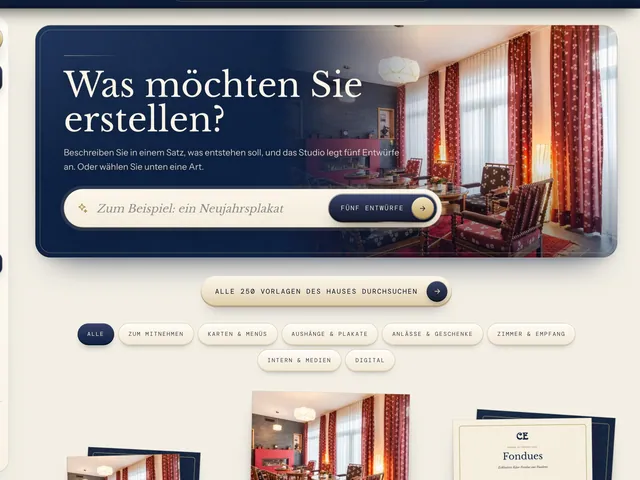 Was möchten Sie
erstellen?
Beschreiben Sie in einem Satz, was entstehen soll, und das Studio legt fünf Entwürfe
an. Oder wählen Sie unten eine Art.
Zum Beispiel: ein Neujahrsplakat
FÜNF ENTWÜRFE →
ALLE 250 VORLAGEN DES HAUSES DURCHSUCHEN →
ALLE
ZUM MITNEHMEN
KARTEN & MENÜS
AUSHÄNGE & PLAKATE
ANLÄSSE & GESCHENKE
ZIMMER & EMPFANG
INTERN & MEDIEN
DIGITAL
CE
Fondues